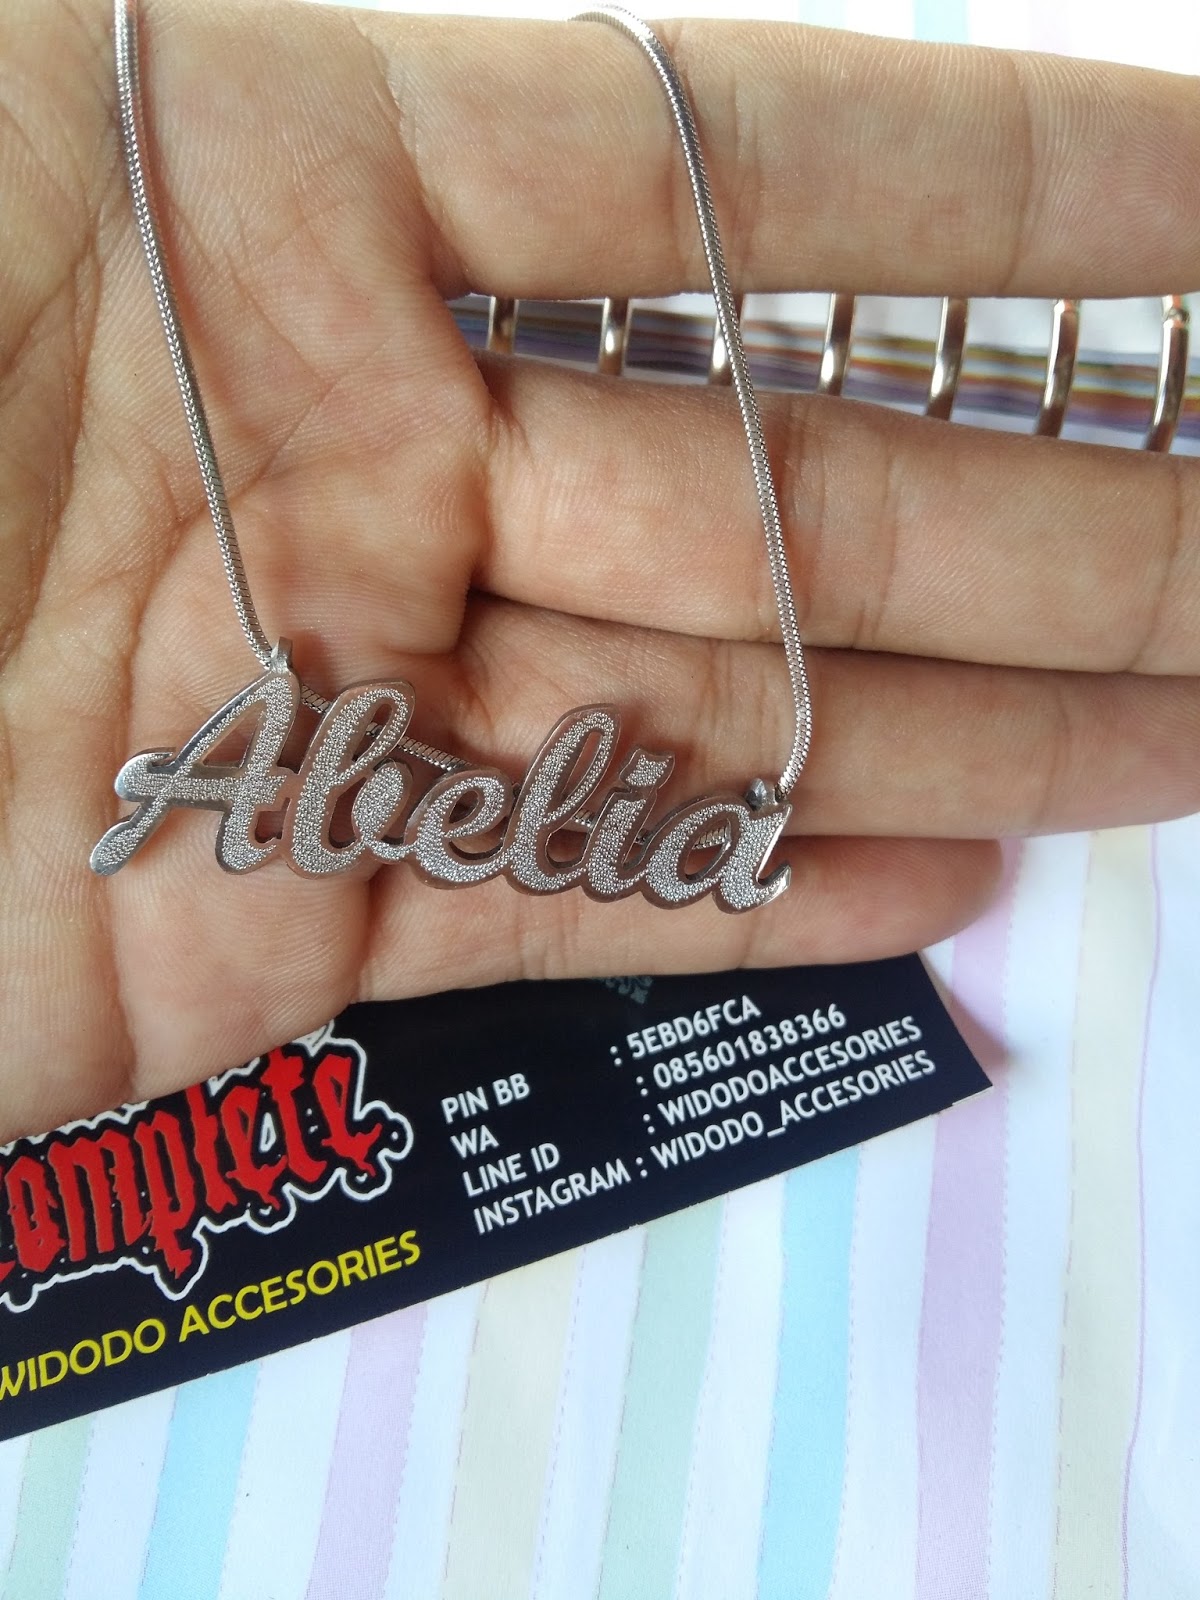 Abelia
complete
WIDODO ACCESORIES
PIN BB : 5EBD6FCA
WA : 085601838366
LINE ID : WIDODOACCESORIES
INSTAGRAM : WIDODO_ACCESORIES